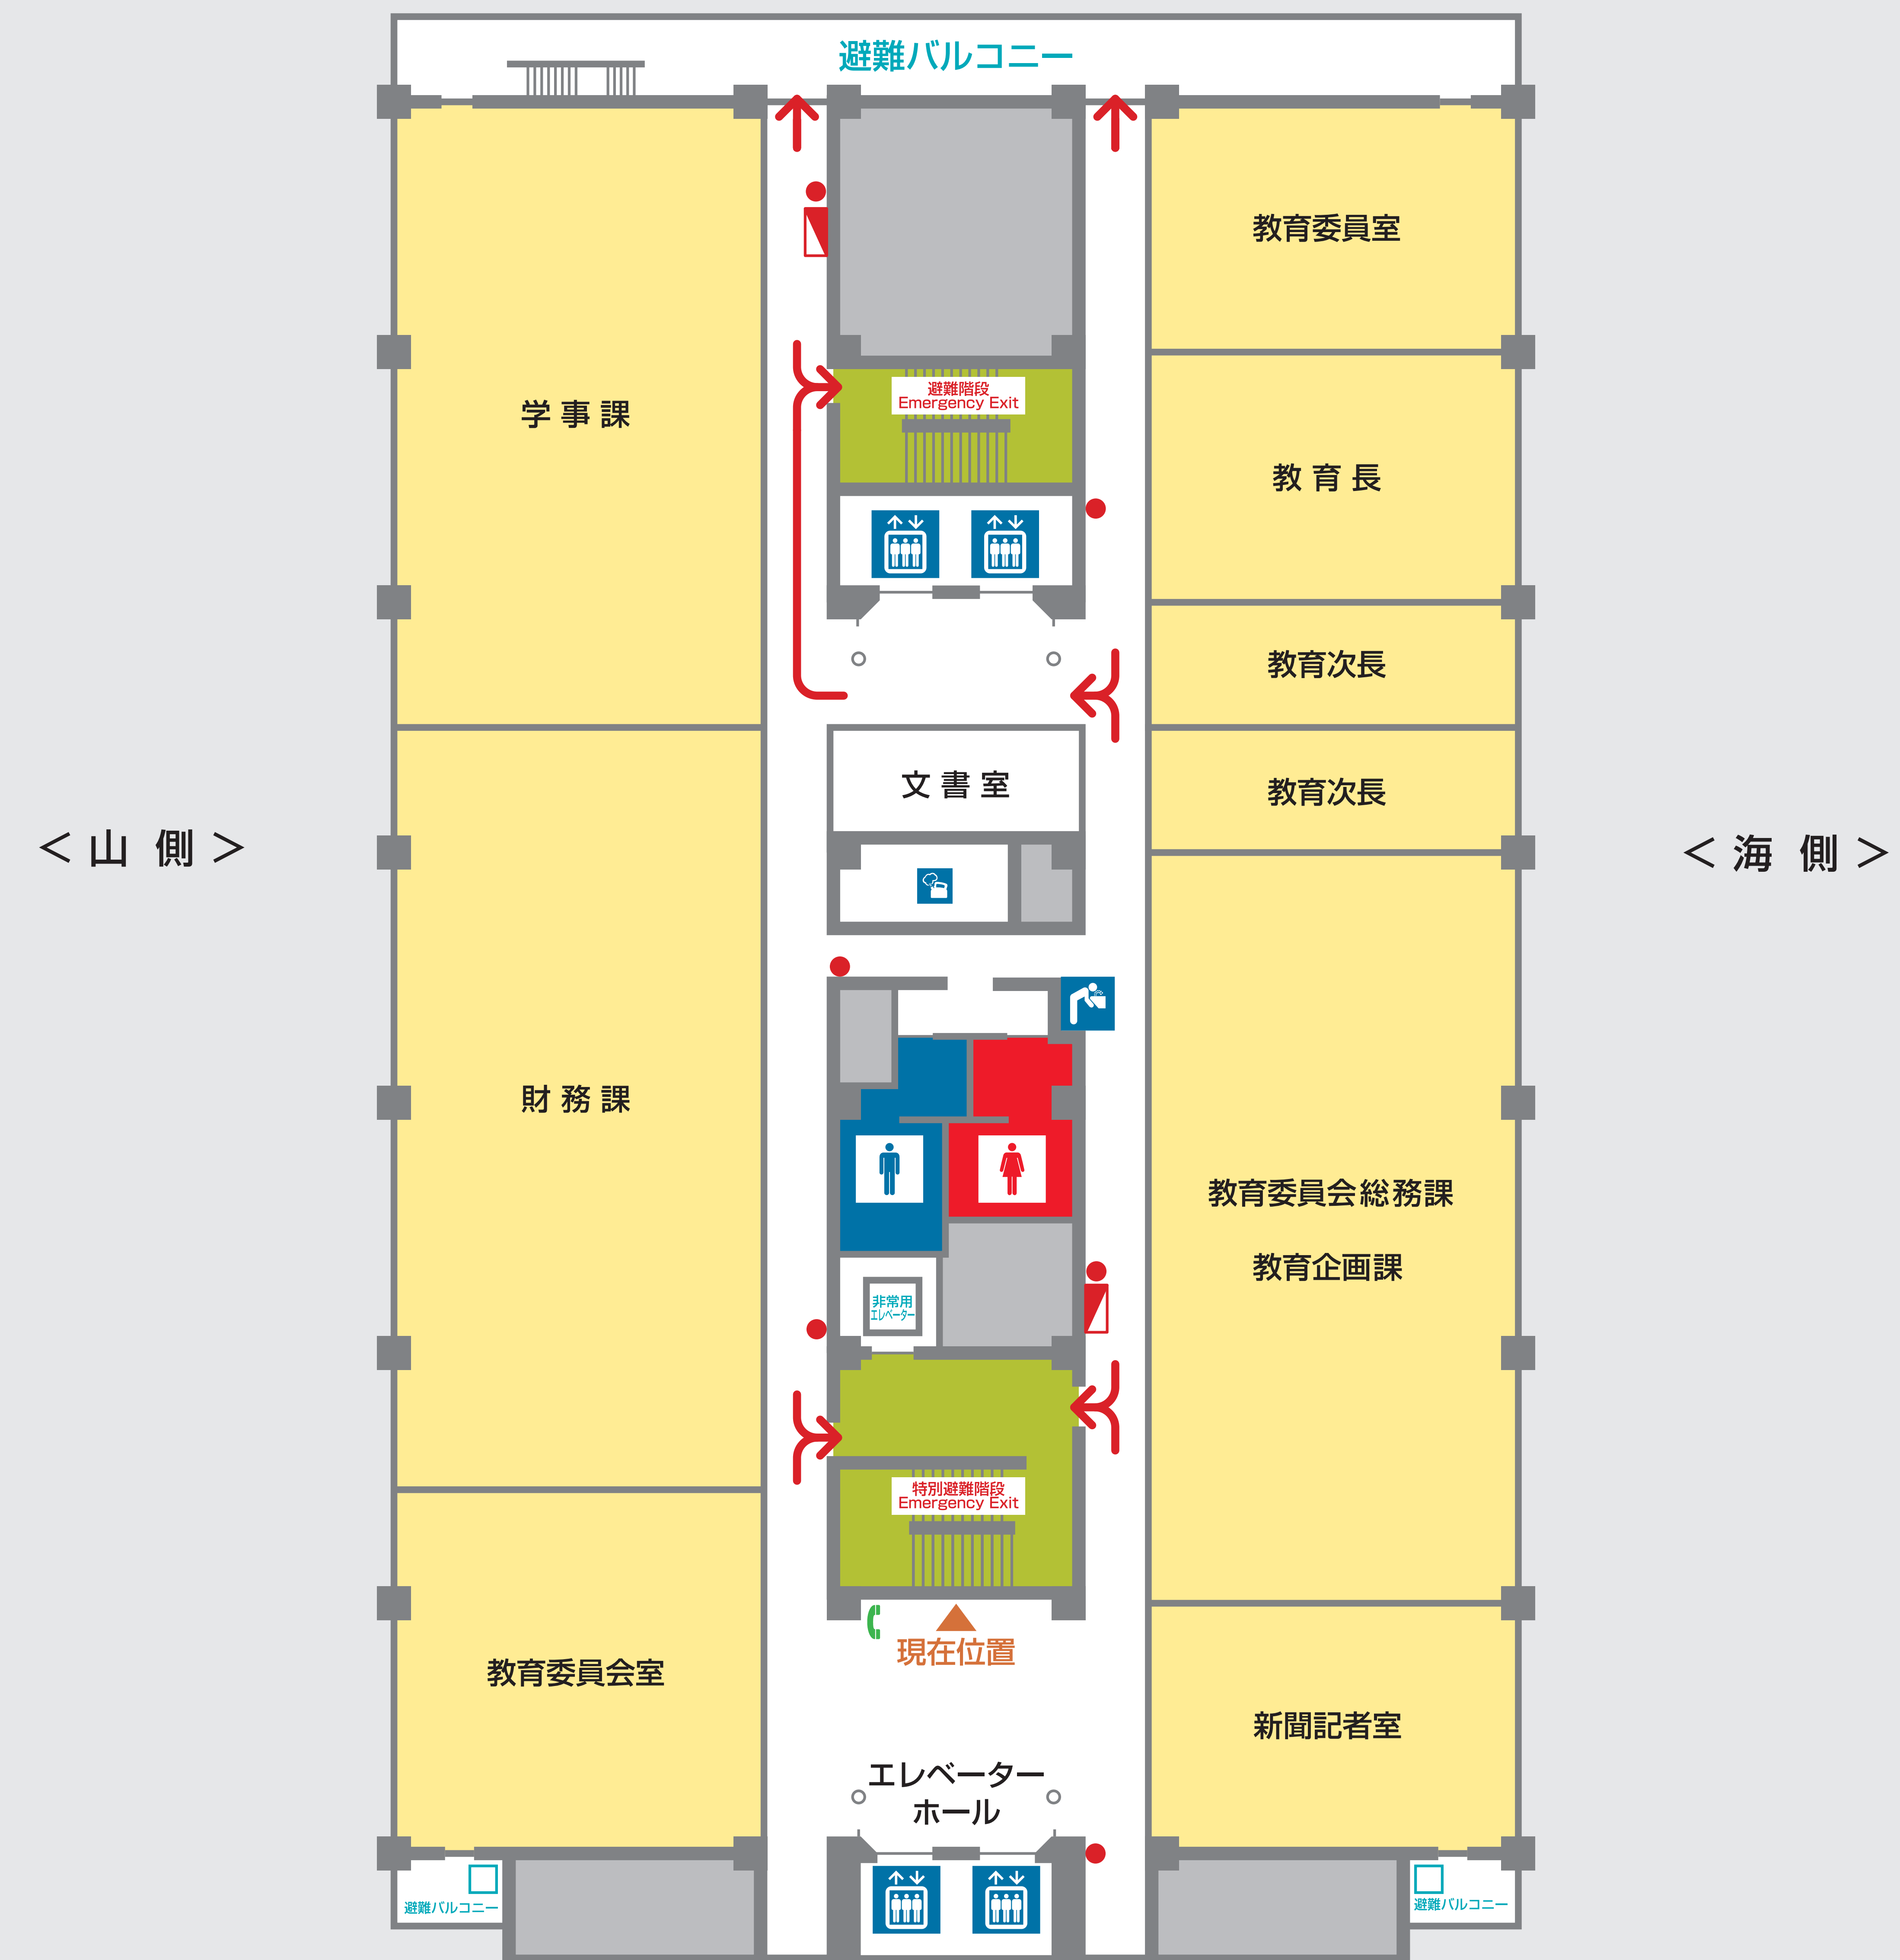 避難バルコニー
教育委員室
避難階段
Emergency Exit
学事課
教育長
教育次長
文書室
教育次長
＜山 側＞
＜海 側＞
財務課
教育委員会総務課
教育企画課
非常用
エレベーター
特別避難階段
Emergency Exit
現在位置
教育委員会室
新聞記者室
エレベーター
ホール
避難バルコニー
避難バルコニー